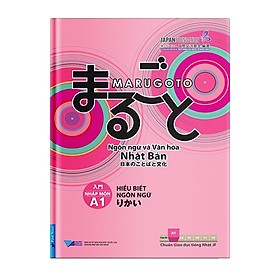 JAPANFOUNDATION
まるごと
MARUGOTO
Ngôn ngữ và Văn hóa
Nhật Bản
日本のことばと文化
入門
NHẬP MÔN
A1
HIỂU BIẾT
NGÔN NGỮ
りかい
A1
Chuẩn Giáo dục tiếng Nhật JF